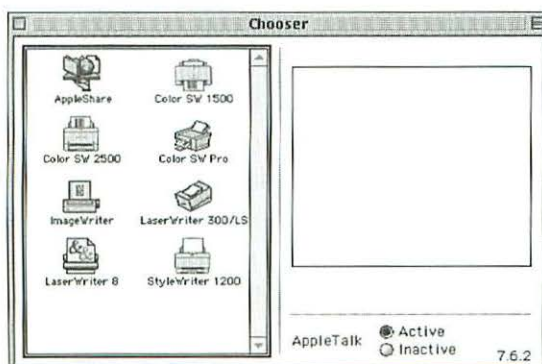 Chooser
AppleShare
Color SW 1500
Color SW 2500
Color SW Pro
ImageWriter
LaserWriter 300/LS
LaserWriter 8
StyleWriter 1200
AppleTalk
Active
Inactive
7.6.2